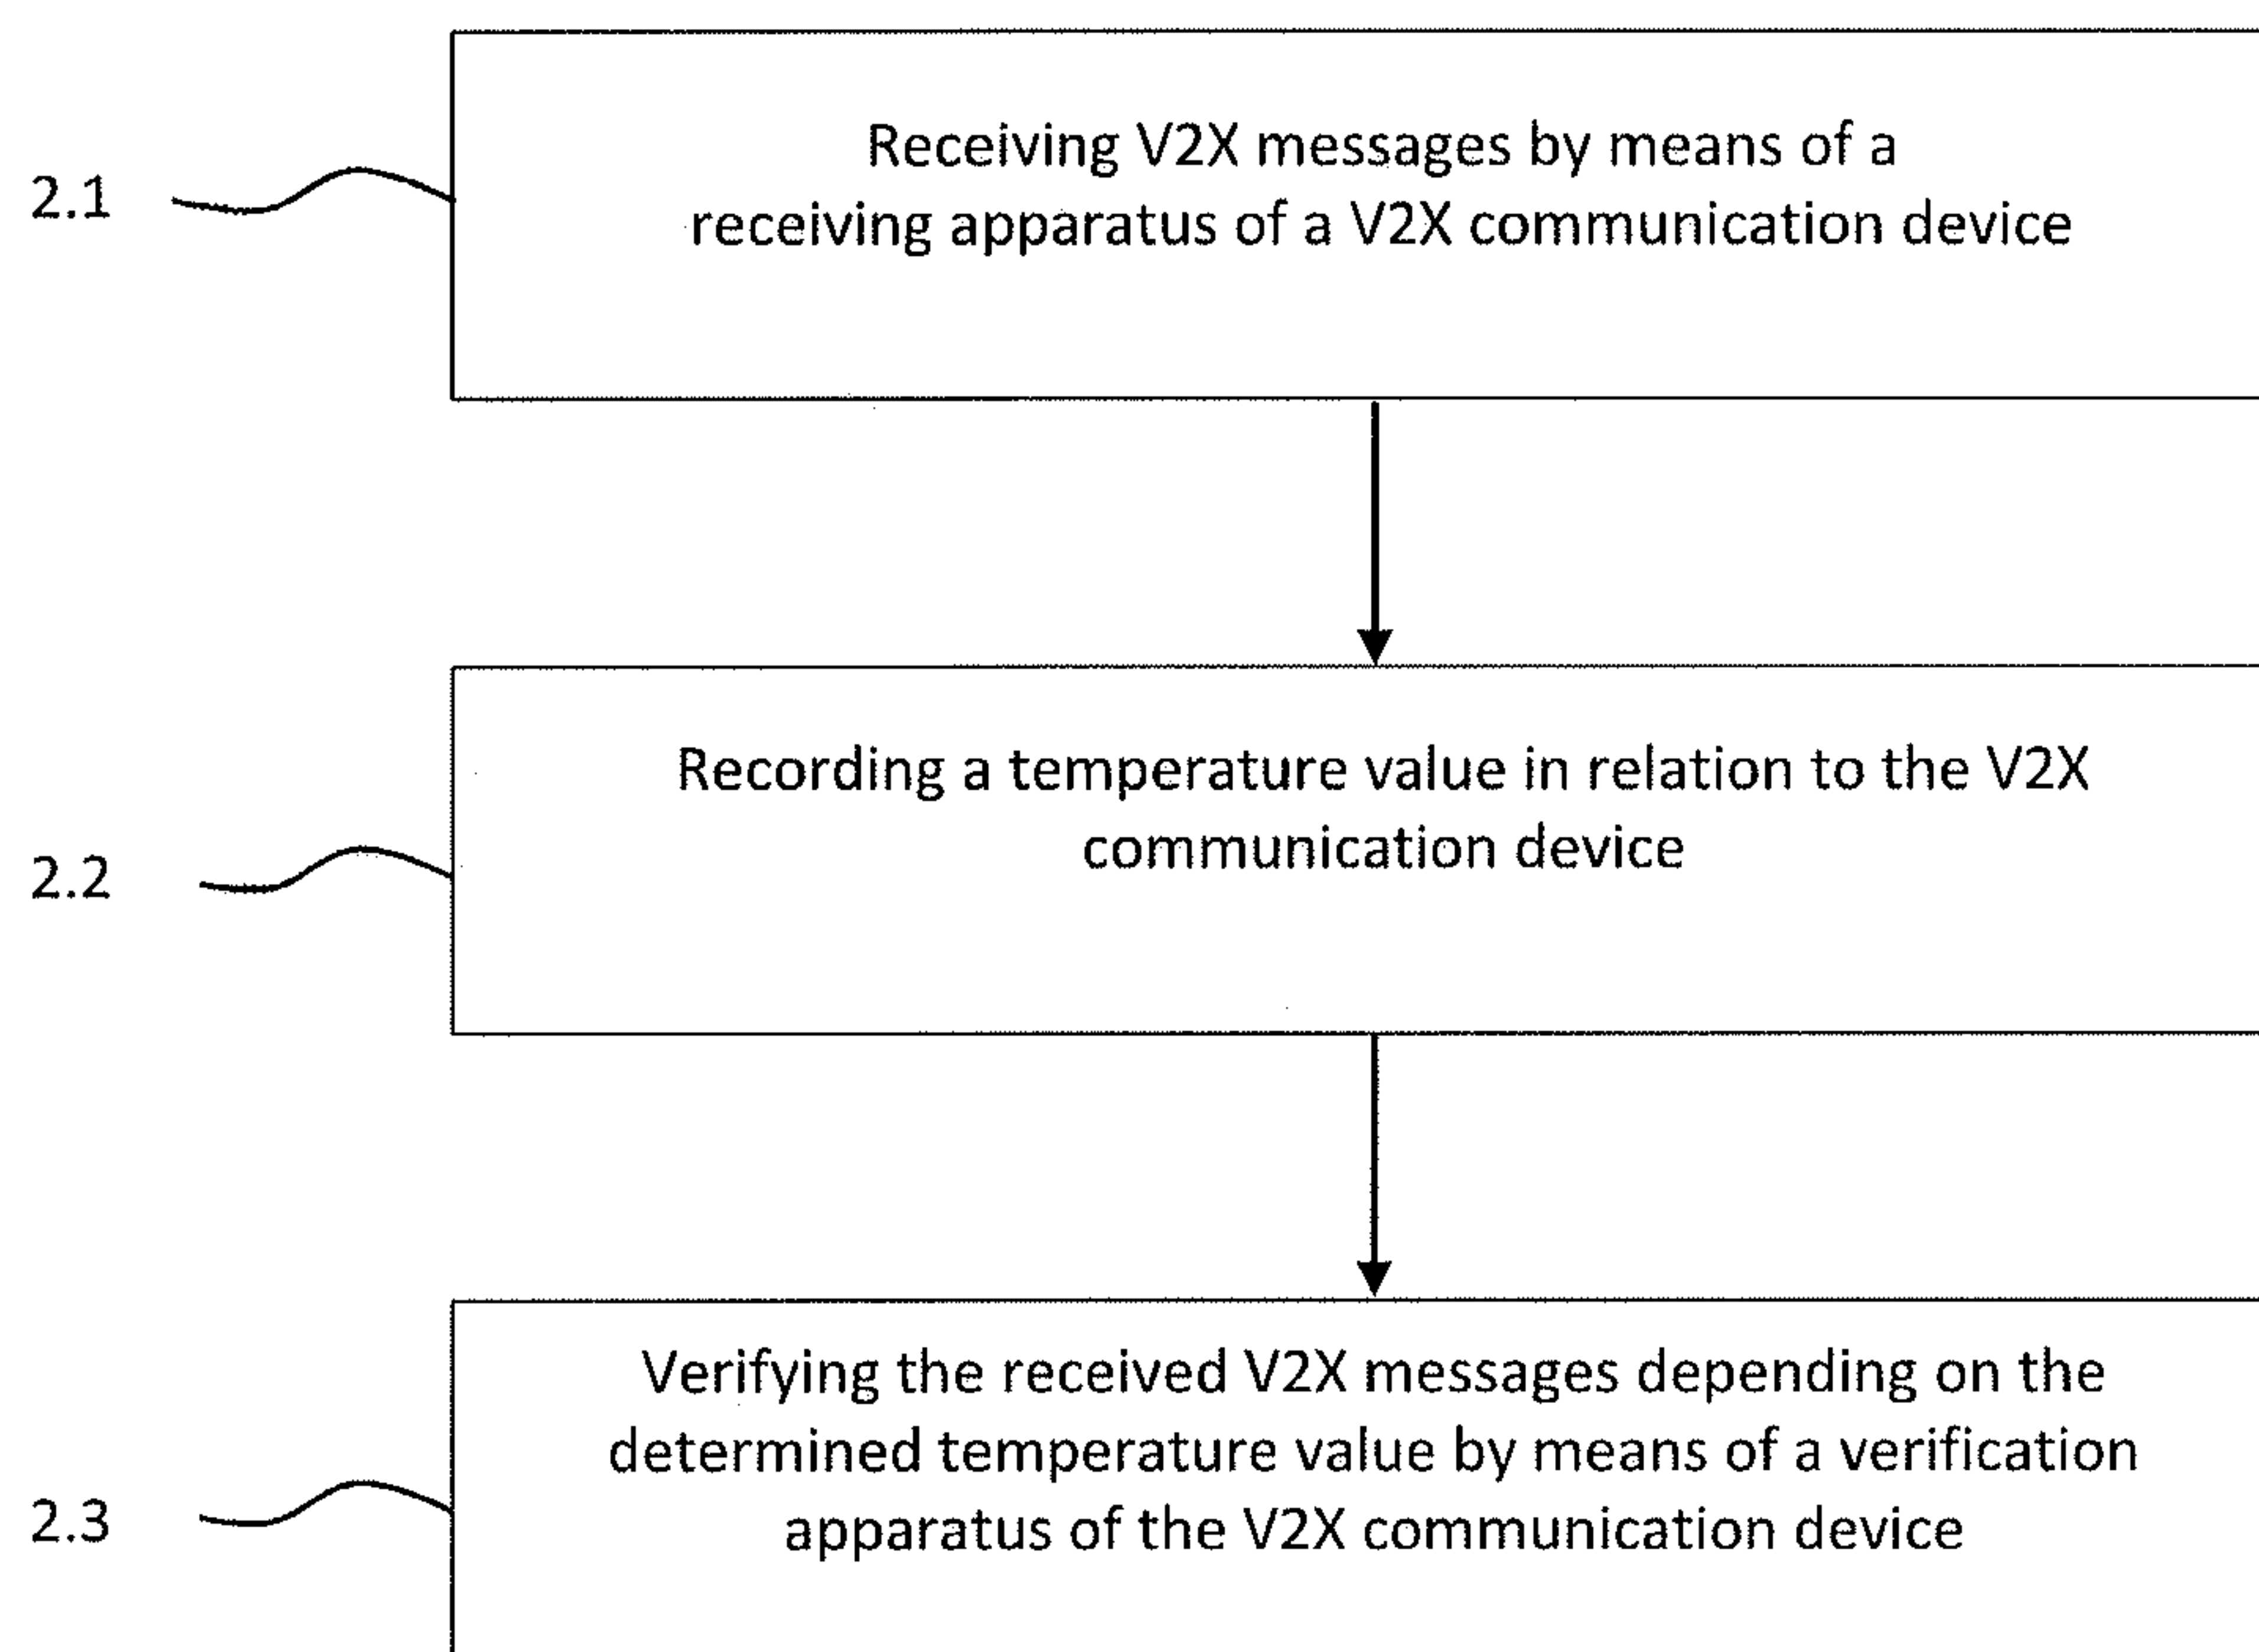 2.1
Receiving V2X messages by means of a
receiving apparatus of a V2X communication device
2.2
Recording a temperature value in relation to the V2X
communication device
2.3
Verifying the received V2X messages depending on the
determined temperature value by means of a verification
apparatus of the V2X communication device